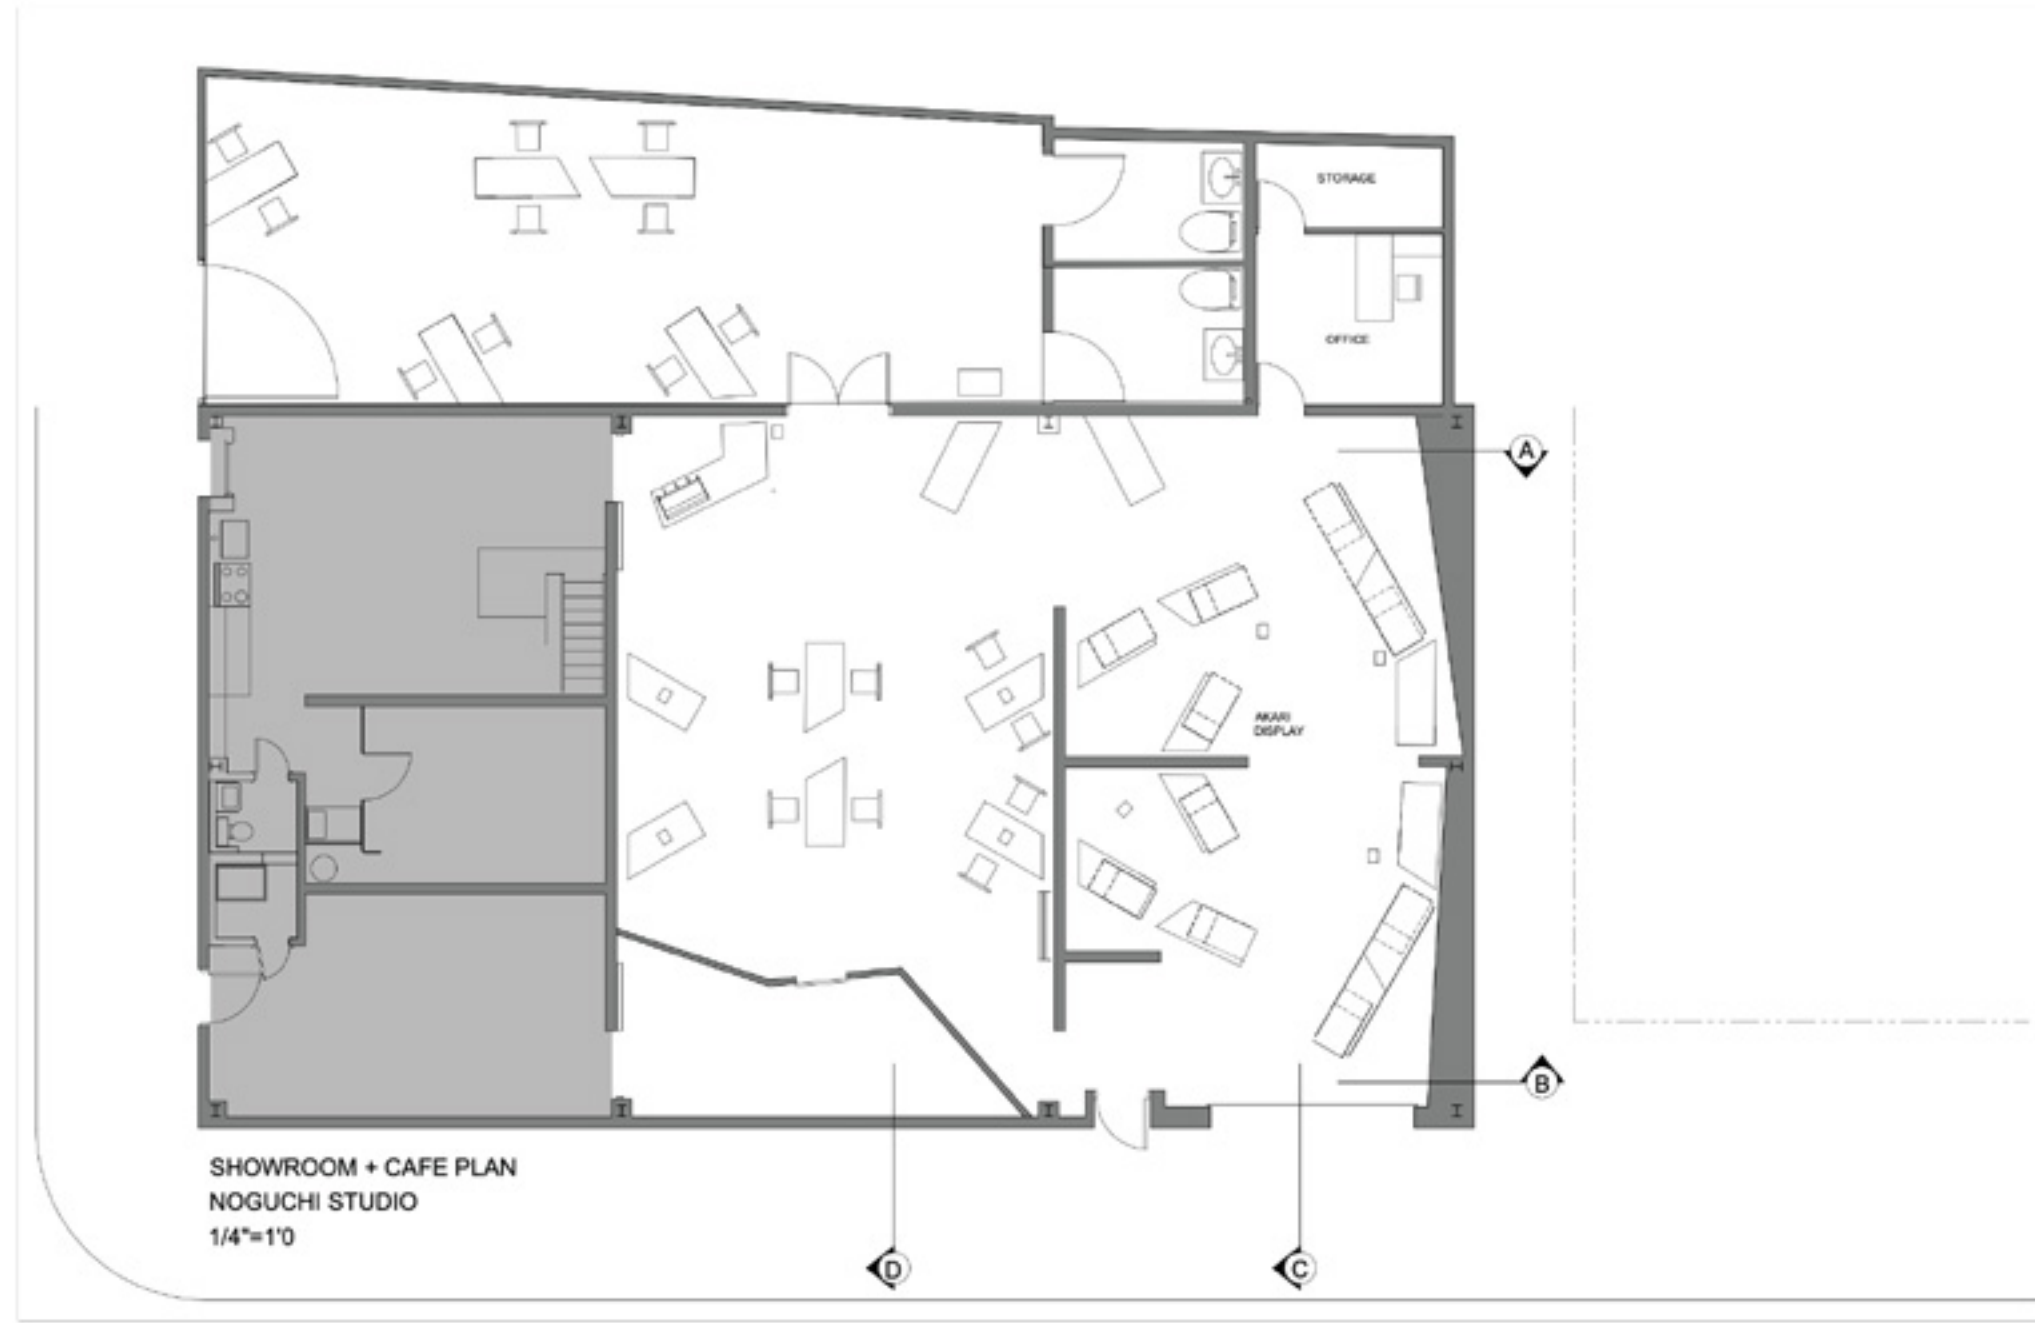 STORAGE
OFFICE
A
AKARI
DISPLAY
B
SHOWROOM + CAFE PLAN
NOGUCHI STUDIO
1/4"=1'0
D
C